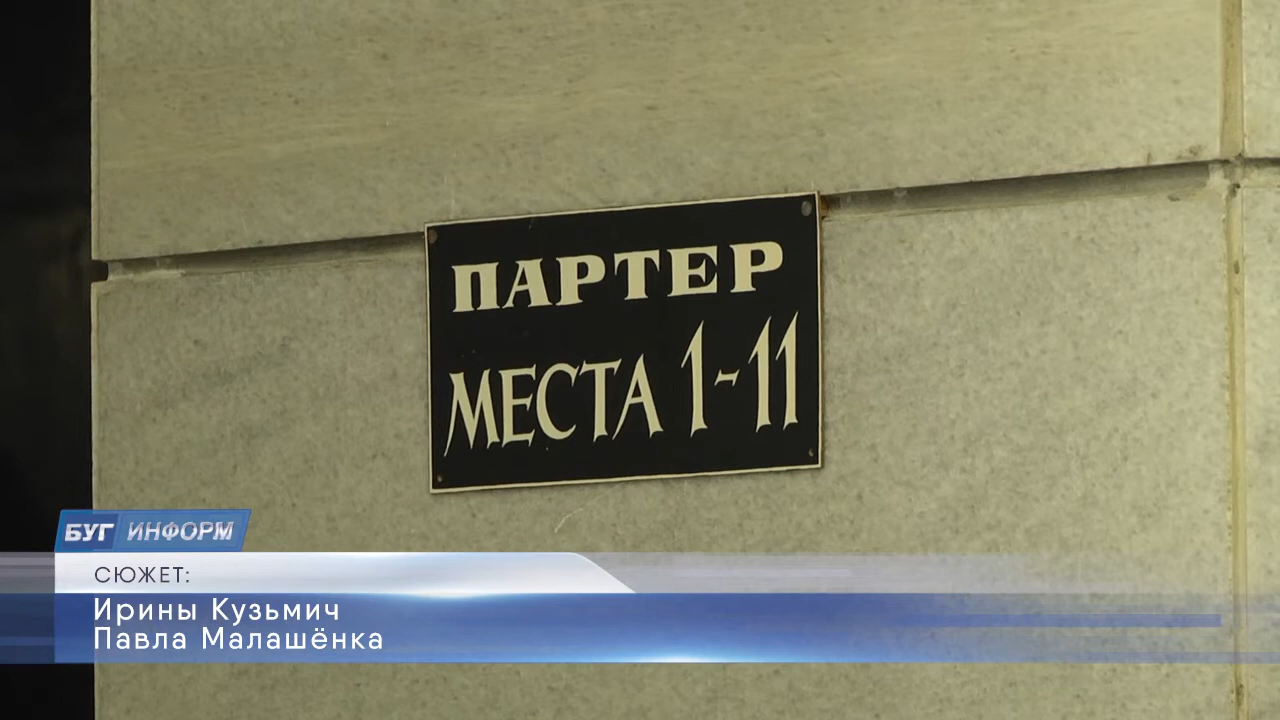 ПАРТЕР
МЕСТА 1-11
БУГ ИНФОРМ
СЮЖЕТ:
Ирины Кузьмич
Павла Малашёнка